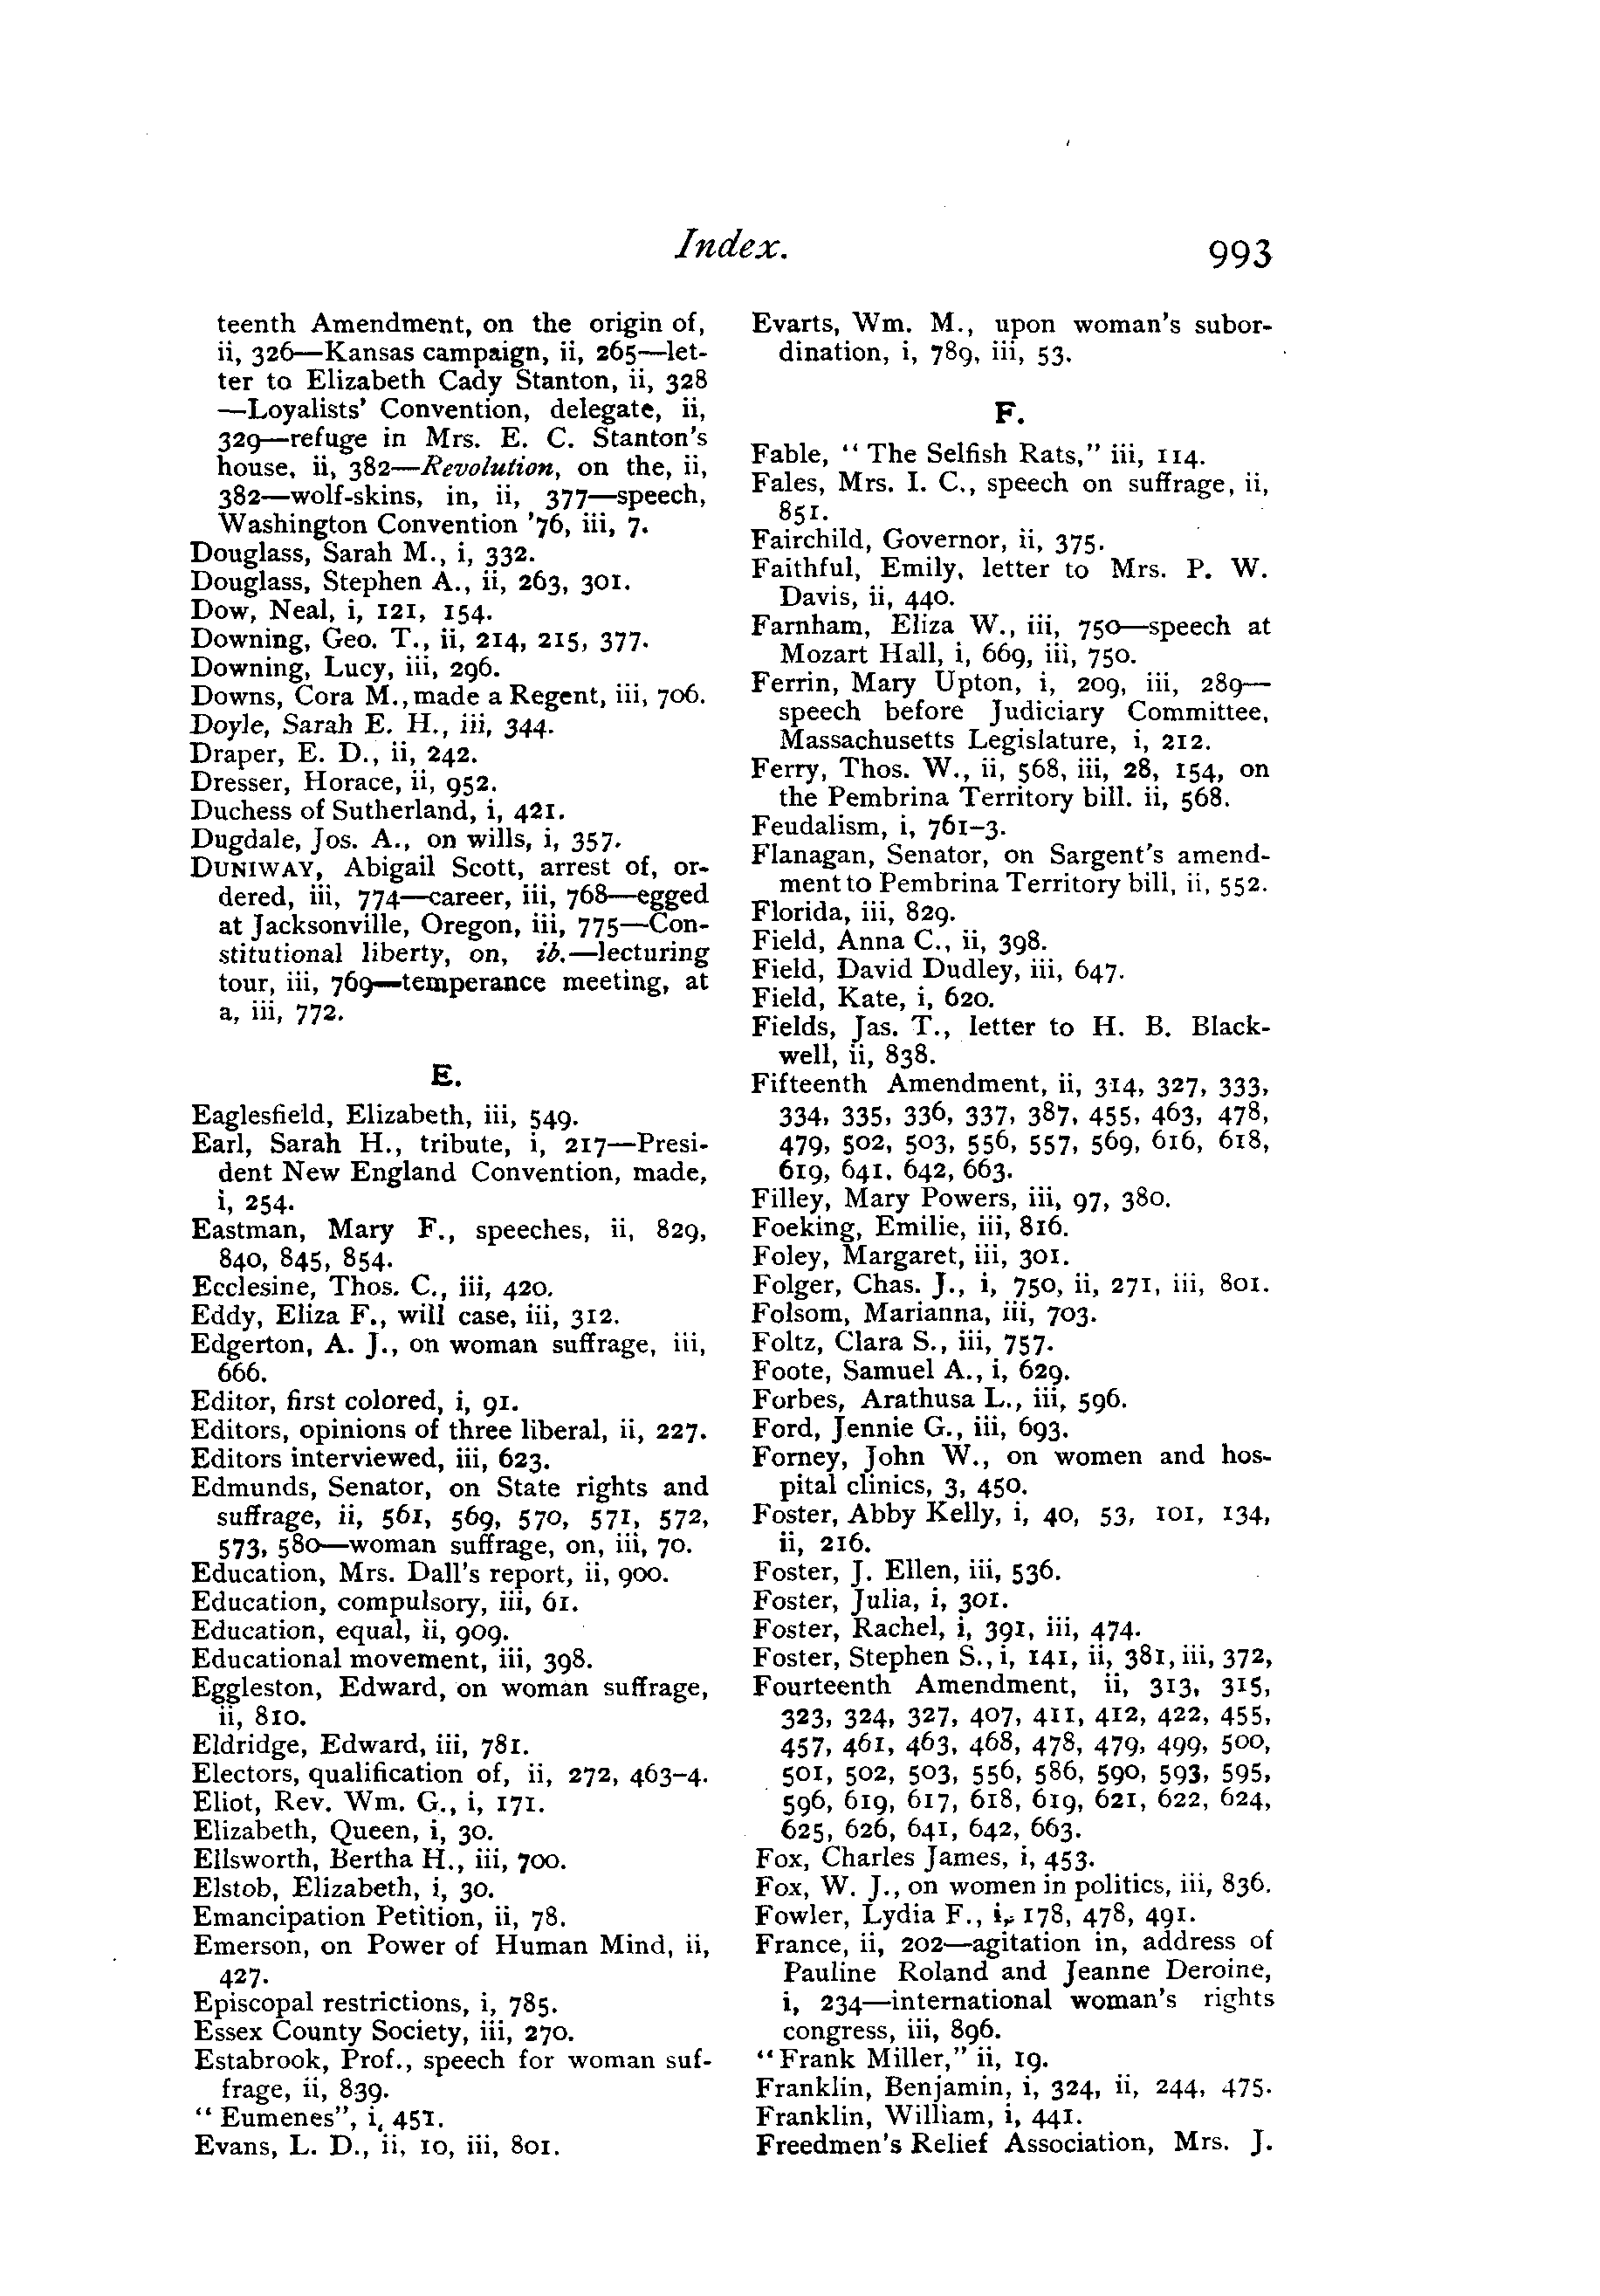 Index.
993
teenth Amendment, on the origin of,
ii, 326—Kansas campaign, ii, 265—let-
ter to Elizabeth Cady Stanton, ii, 328
—Loyalists' Convention, delegate, ii,
329—refuge in Mrs. E. C. Stanton's
house, ii, 382—Revolution, on the, ii,
382—wolf-skins, in, ii, 377—speech,
Washington Convention '76, iii, 7.
Douglass, Sarah M., i, 332.
Douglass, Stephen A., ii, 263, 301.
Dow, Neal, i, 121, 154.
Downing, Geo. T., ii, 214, 215, 377.
Downing, Lucy, iii, 296.
Downs, Cora M., made a Regent, iii, 706.
Doyle, Sarah E. H., iii, 344.
Draper, E. D., ii, 242.
Dresser, Horace, ii, 952.
Duchess of Sutherland, i, 421.
Dugdale, Jos. A., on wills, i, 357.
DUNIWAY, Abigail Scott, arrest of, or-
dered, iii, 774—career, iii, 768—egged
at Jacksonville, Oregon, iii, 775—Con-
stitutional liberty, on, ib.—lecturing
tour, iii, 769—temperance meeting, at
a, iii, 772.
E.
Eaglesfield, Elizabeth, iii, 549.
Earl, Sarah H., tribute, i, 217—Presi-
dent New England Convention, made,
i, 254.
Eastman, Mary F., speeches, ii, 829,
840, 845, 854.
Ecclesine, Thos. C., iii, 420.
Eddy, Eliza F., will case, iii, 312.
Edgerton, A. J., on woman suffrage, iii,
666.
Editor, first colored, i, 91.
Editors, opinions of three liberal, ii, 227.
Editors interviewed, iii, 623.
Edmunds, Senator, on State rights and
suffrage, ii, 561, 569, 570, 571, 572,
573, 580—woman suffrage, on, iii, 70.
Education, Mrs. Dall's report, ii, 900.
Education, compulsory, iii, 61.
Education, equal, ii, 909.
Educational movement, iii, 398.
Eggleston, Edward, on woman suffrage,
ii, 810.
Eldridge, Edward, iii, 781.
Electors, qualification of, ii, 272, 463-4.
Eliot, Rev. Wm. G., i, 171.
Elizabeth, Queen, i, 30.
Ellsworth, Bertha H., iii, 700.
Elstob, Elizabeth, i, 30.
Emancipation Petition, ii, 78.
Emerson, on Power of Human Mind, ii,
427.
Episcopal restrictions, i, 785.
Essex County Society, iii, 270.
Estabrook, Prof., speech for woman suf-
frage, ii, 839.
"Eumenes", i, 451.
Evans, L. D., ii, 10, iii, 801.
Evarts, Wm. M., upon woman's subor-
dination, i, 789, iii, 53.
F.
Fable, "The Selfish Rats," iii, 114.
Fales, Mrs. I. C., speech on suffrage, ii,
851.
Fairchild, Governor, ii, 375.
Faithful, Emily, letter to Mrs. P. W.
Davis, ii, 440.
Farnham, Eliza W., iii, 750—speech at
Mozart Hall, i, 669, iii, 750.
Ferrin, Mary Upton, i, 209, iii, 289—
speech before Judiciary Committee,
Massachusetts Legislature, i, 212.
Ferry, Thos. W., ii, 568, iii, 28, 154, on
the Pembrina Territory bill. ii, 568.
Feudalism, i, 761-3.
Flanagan, Senator, on Sargent's amend-
ment to Pembrina Territory bill, ii, 552.
Florida, iii, 829.
Field, Anna C., ii, 398.
Field, David Dudley, iii, 647.
Field, Kate, i, 620.
Fields, Jas. T., letter to H. B. Black-
well, ii, 838.
Fifteenth Amendment, ii, 314, 327, 333,
334, 335, 336, 337, 387, 455, 463, 478,
479, 502, 503, 556, 557, 569, 616, 618,
619, 641, 642, 663.
Filley, Mary Powers, iii, 97, 380.
Foeking, Emilie, iii, 816.
Foley, Margaret, iii, 301.
Folger, Chas. J., i, 750, ii, 271, iii, 801.
Folsom, Marianna, iii, 703.
Foltz, Clara S., iii, 757.
Foote, Samuel A., i, 629.
Forbes, Arathusa L., iii, 596.
Ford, Jennie G., iii, 693.
Forney, John W., on women and hos-
pital clinics, 3, 450.
Foster, Abby Kelly, i, 40, 53, 101, 134,
ii, 216.
Foster, J. Ellen, iii, 536.
Foster, Julia, i, 301.
Foster, Rachel, i, 391, iii, 474.
Foster, Stephen S., i, 141, ii, 381, iii, 372,
Fourteenth Amendment, ii, 313, 315,
323, 324, 327, 407, 411, 412, 422, 455,
457, 461, 463, 468, 478, 479, 499, 500,
501, 502, 503, 556, 586, 590, 593, 595,
596, 619, 617, 618, 619, 621, 622, 624,
625, 626, 641, 642, 663.
Fox, Charles James, i, 453.
Fox, W. J., on women in politics, iii, 836.
Fowler, Lydia F., i, 178, 478, 491.
France, ii, 202—agitation in, address of
Pauline Roland and Jeanne Deroine,
i, 234—international woman's rights
congress, iii, 896.
"Frank Miller," ii, 19.
Franklin, Benjamin, i, 324, ii, 244, 475.
Franklin, William, i, 441.
Freedmen's Relief Association, Mrs. J.